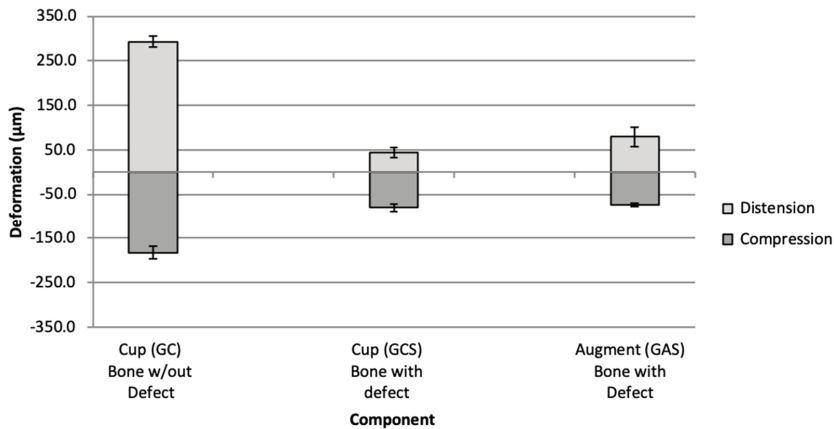 350.0
250.0
150.0
50.0
-50.0
-150.0
-250.0
-350.0
Deformation (µm)
Cup (GC)
Bone w/out
Defect
Cup (GCS)
Bone with
defect
Augment (GAS)
Bone with
Defect
Component
Distension
Compression